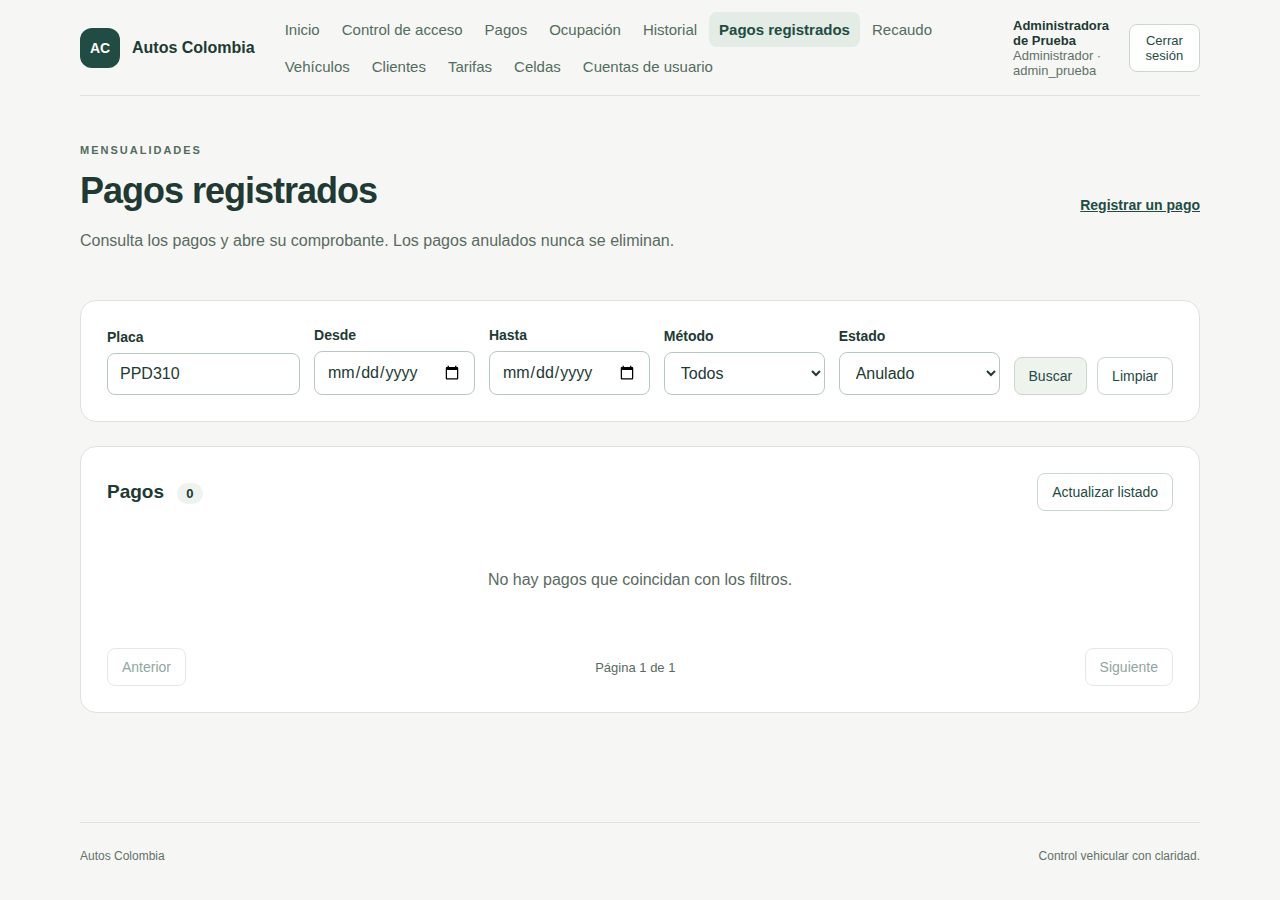 AC
Autos Colombia
Inicio
Control de acceso
Pagos
Ocupación
Historial
Pagos registrados
Recaudo
Vehículos
Clientes
Tarifas
Celdas
Cuentas de usuario
Administradora
de Prueba
Administrador ·
admin_prueba
Cerrar
sesión
MENSUALIDADES
Pagos registrados
Registrar un pago
Consulta los pagos y abre su comprobante. Los pagos anulados nunca se eliminan.
Placa
Desde
Hasta
Método
Estado
PPD310
mm/dd/yyyy
mm/dd/yyyy
Todos
Anulado
Buscar
Limpiar
Pagos
0
Actualizar listado
No hay pagos que coincidan con los filtros.
Anterior
Página 1 de 1
Siguiente
Autos Colombia
Control vehicular con claridad.